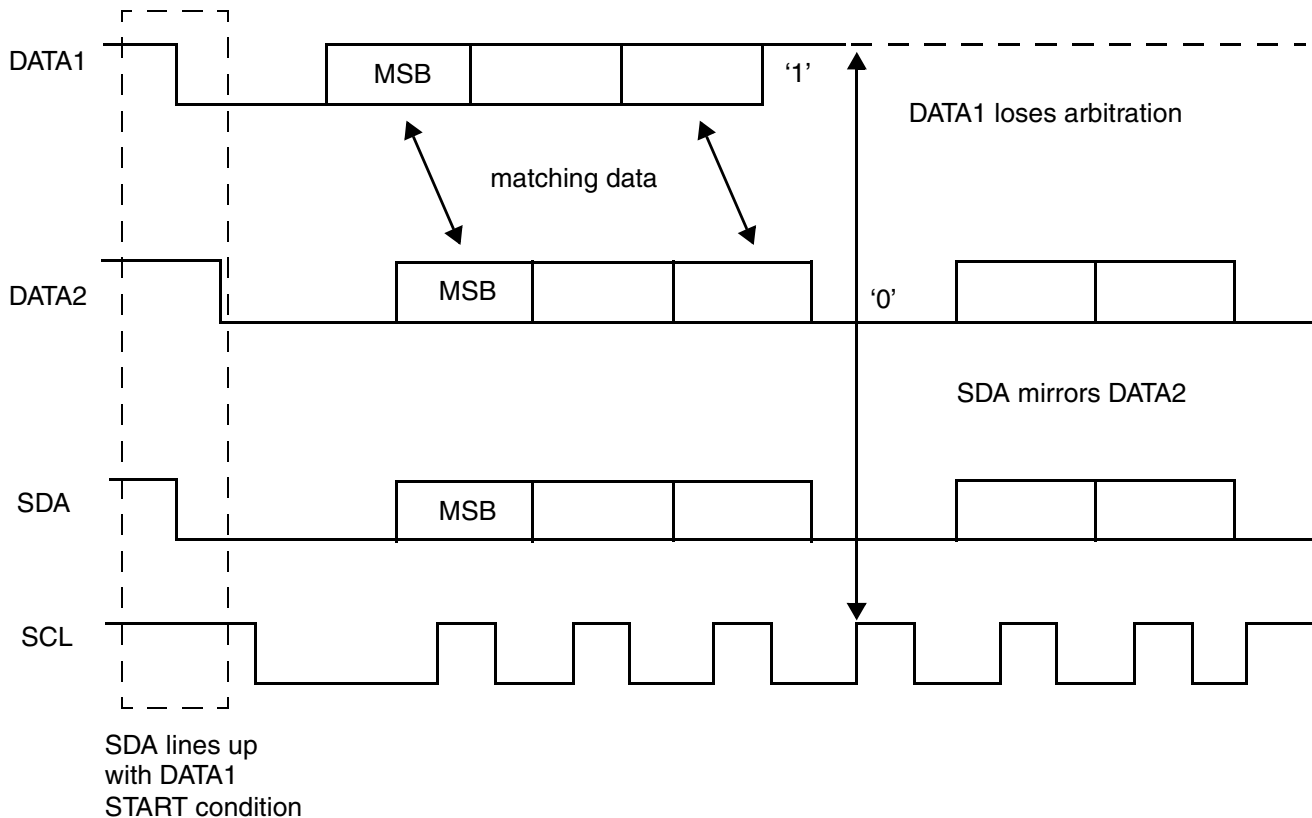 DATA1
MSB
‘1’
DATA1 loses arbitration
matching data
DATA2
MSB
‘0’
SDA mirrors DATA2
SDA
MSB
SCL
SDA lines up
with DATA1
START condition